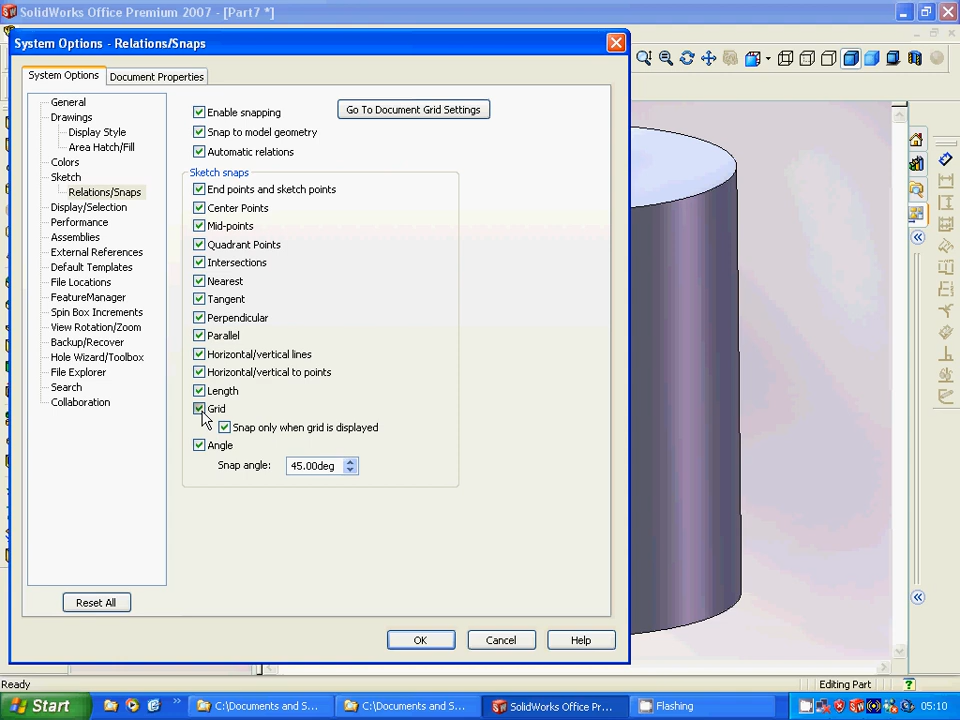 SolidWorks Office Premium 2007 - [Part7 *]
System Options - Relations/Snaps
System Options
Document Properties
General
Drawings
Display Style
Area Hatch/Fill
Colors
Sketch
Relations/Snaps
Display/Selection
Performance
Assemblies
External References
Default Templates
File Locations
FeatureManager
Spin Box Increments
View Rotation/Zoom
Backup/Recover
Hole Wizard/Toolbox
File Explorer
Search
Collaboration
Reset All
Enable snapping
Go To Document Grid Settings
Snap to model geometry
Automatic relations
Sketch snaps
End points and sketch points
Center Points
Mid-points
Quadrant Points
Intersections
Nearest
Tangent
Perpendicular
Parallel
Horizontal/vertical lines
Horizontal/vertical to points
Length
Grid
Snap only when grid is displayed
Angle
Snap angle: 45.00deg
OK
Cancel
Help
Ready
Editing Part
Start
C:\Documents and S...
C:\Documents and S...
SolidWorks Office Pr...
Flashing
05:10